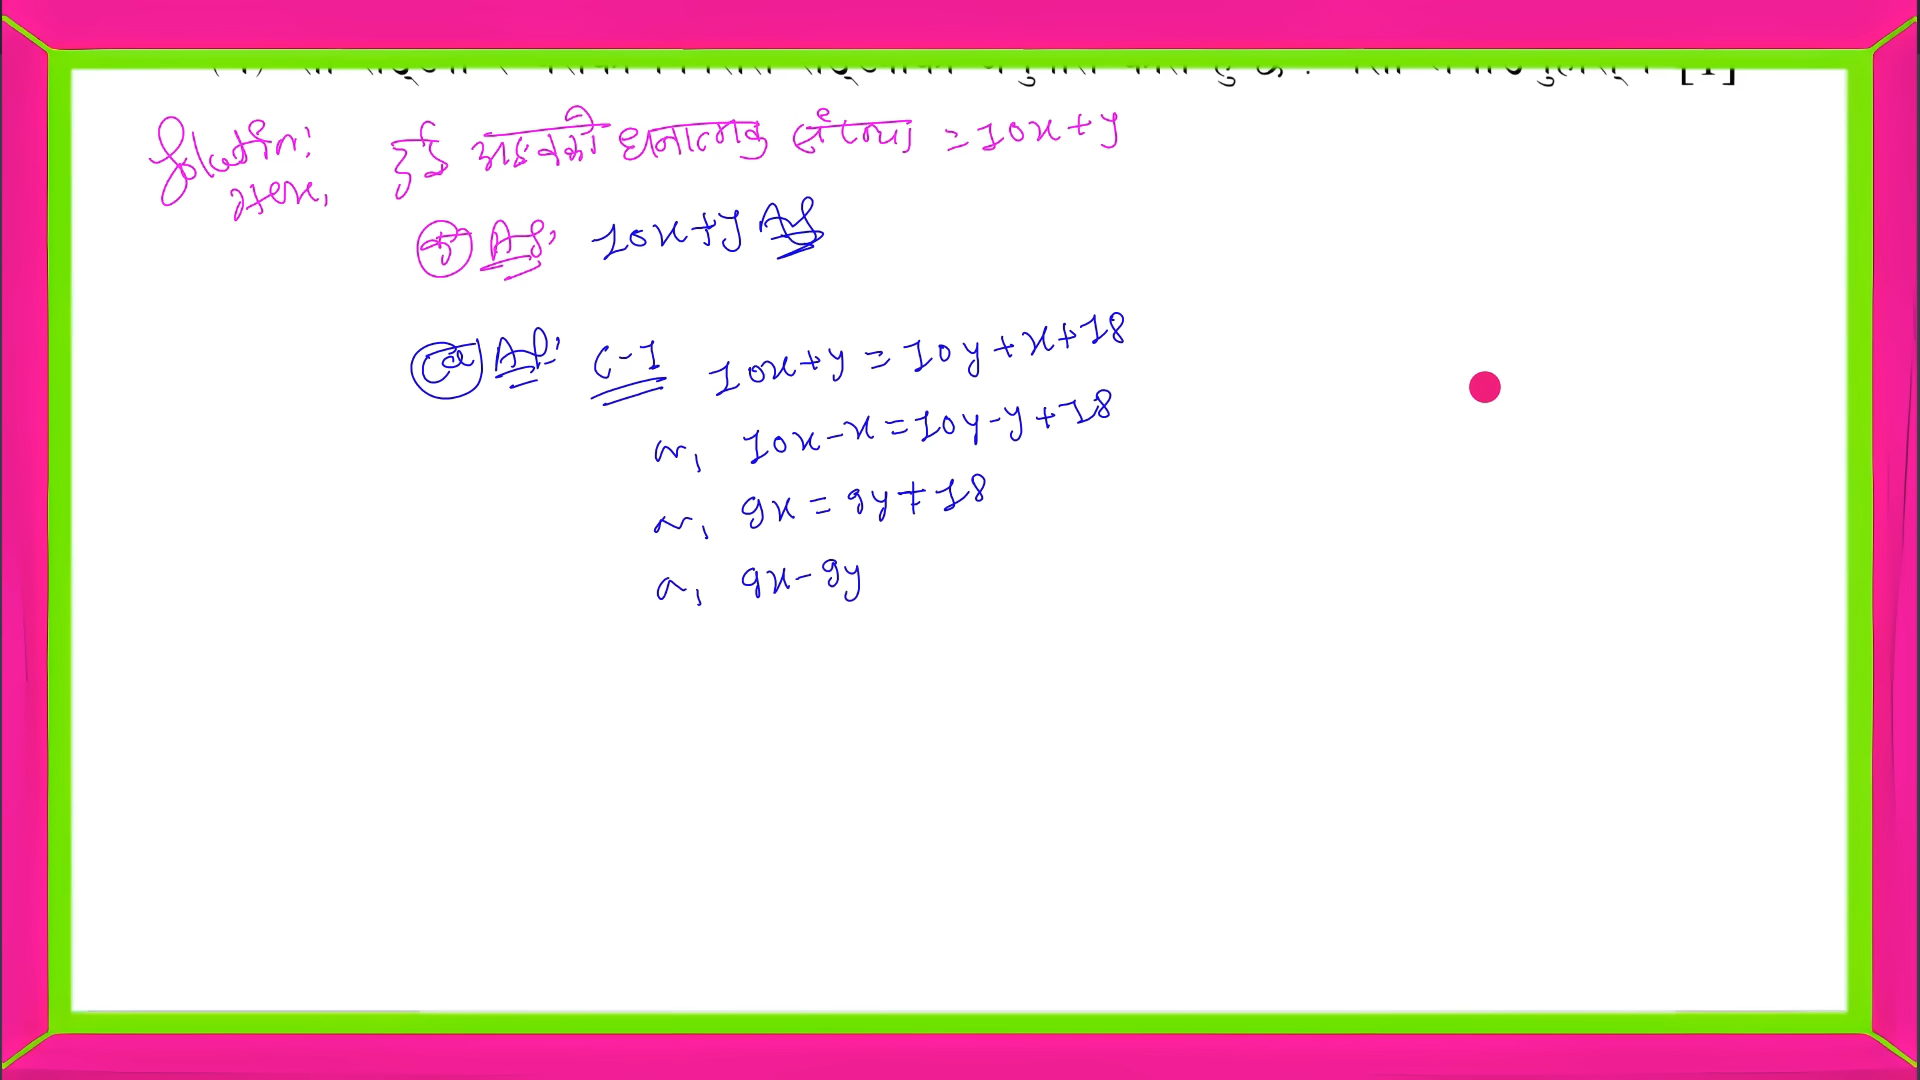 [1]
Solution: दुई अङ्कको धनात्मक संख्या = 10x+y
Here,
क Ans: 10x+y Ans
ख Ans: C-1 10x+y = 10y+x+18
or, 10x-x = 10y-y+18
or, 9x = 9y+18
or, 9x-9y